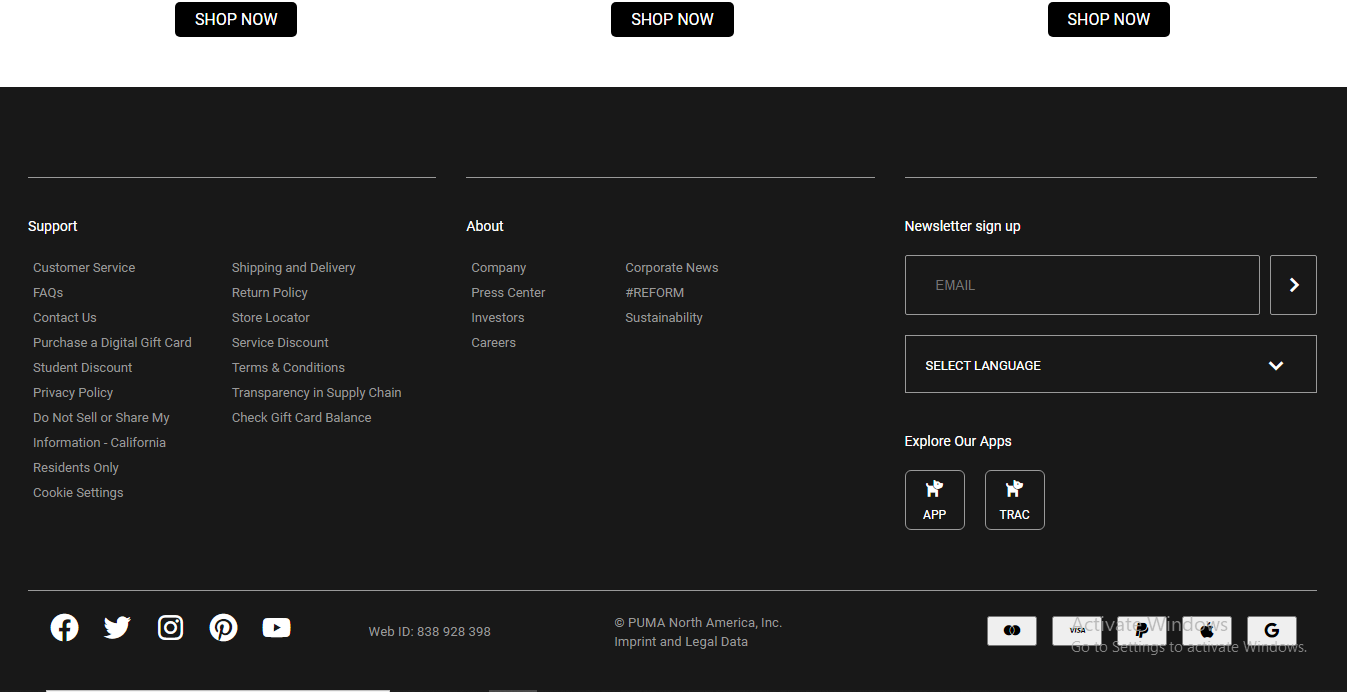 SHOP NOW
SHOP NOW
SHOP NOW
Support
Customer Service
FAQs
Contact Us
Purchase a Digital Gift Card
Student Discount
Privacy Policy
Do Not Sell or Share My
Information - California
Residents Only
Cookie Settings
Shipping and Delivery
Return Policy
Store Locator
Service Discount
Terms & Conditions
Transparency in Supply Chain
Check Gift Card Balance
About
Company
Press Center
Investors
Careers
Corporate News
#REFORM
Sustainability
Newsletter sign up
EMAIL
SELECT LANGUAGE
Explore Our Apps
APP
TRAC
Web ID: 838 928 398
© PUMA North America, Inc.
Imprint and Legal Data
VISA
Activate Windows
Go to Settings to activate Windows.